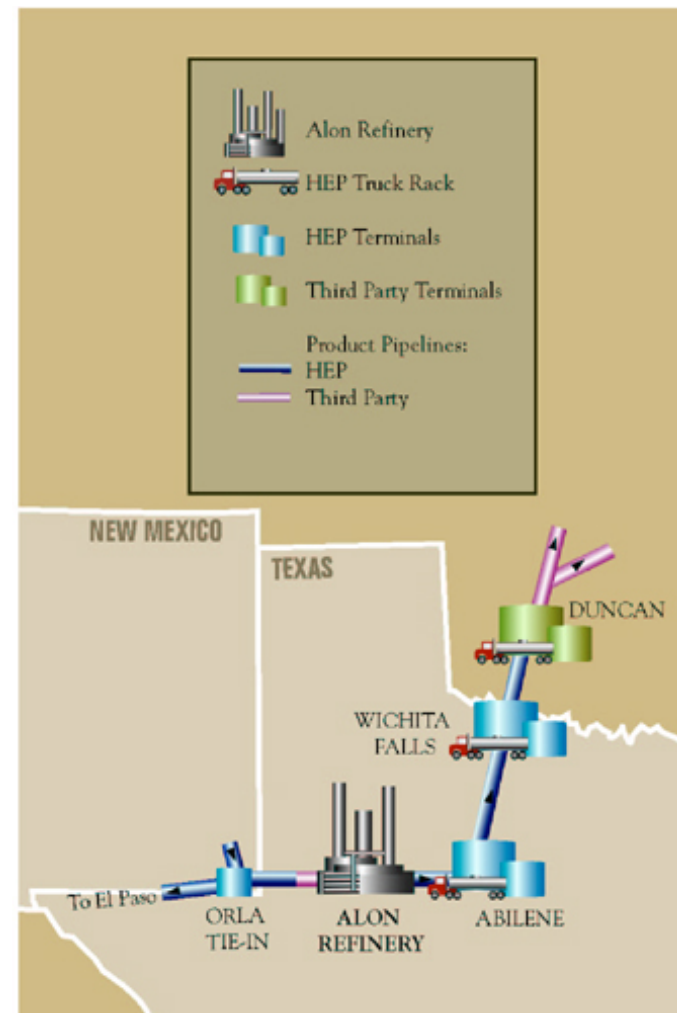 Alon Refinery
HEP Truck Rack
HEP Terminals
Third Party Terminals
Product Pipelines:
HEP
Third Party
NEW MEXICO
TEXAS
DUNCAN
WICHITA
FALLS
To El Paso
ORLA
TIE-IN
ALON
REFINERY
ABILENE